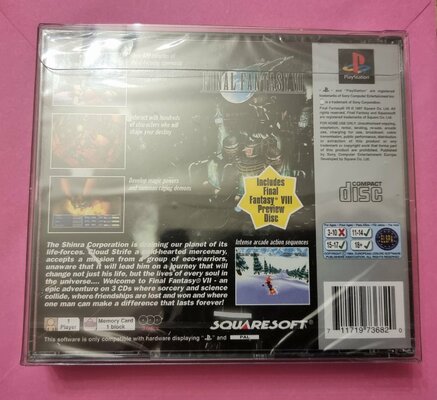 FINAL FANTASY VII
PlayStation
Interact with hundreds
of characters who will
shape your destiny
Develop magic powers
and summon raging demons
Includes
Final
Fantasy® VIII
Preview
Disc
COMPACT
disc
3-10
11-14
15-17
18+
ELSPA
Intense arcade action sequences
The Shinra Corporation is draining our planet of its
life-forces. Cloud Strife a cold-hearted mercenary,
accepts a mission from a group of eco-warriors,
unaware that it will lead him on a journey that will
change not just his life, but the lives of every soul in
the universe.... Welcome to Final Fantasy® VII - an
epic adventure on 3 CDs where sorcery and science
collide, where friendships are lost and won and where
one man can make a difference that lasts forever!
1
Player
Memory Card
1 block
SQUARESOFT
7 11719 73682 0
This software is only compatible with hardware displaying and PAL